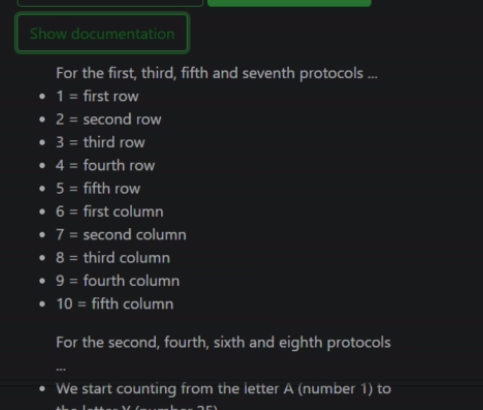 Show documentation
For the first, third, fifth and seventh protocols ...
• 1 = first row
• 2 = second row
• 3 = third row
• 4 = fourth row
• 5 = fifth row
• 6 = first column
• 7 = second column
• 8 = third column
• 9 = fourth column
• 10 = fifth column
For the second, fourth, sixth and eighth protocols
...
• We start counting from the letter A (number 1) to
the letter Y (number 25)